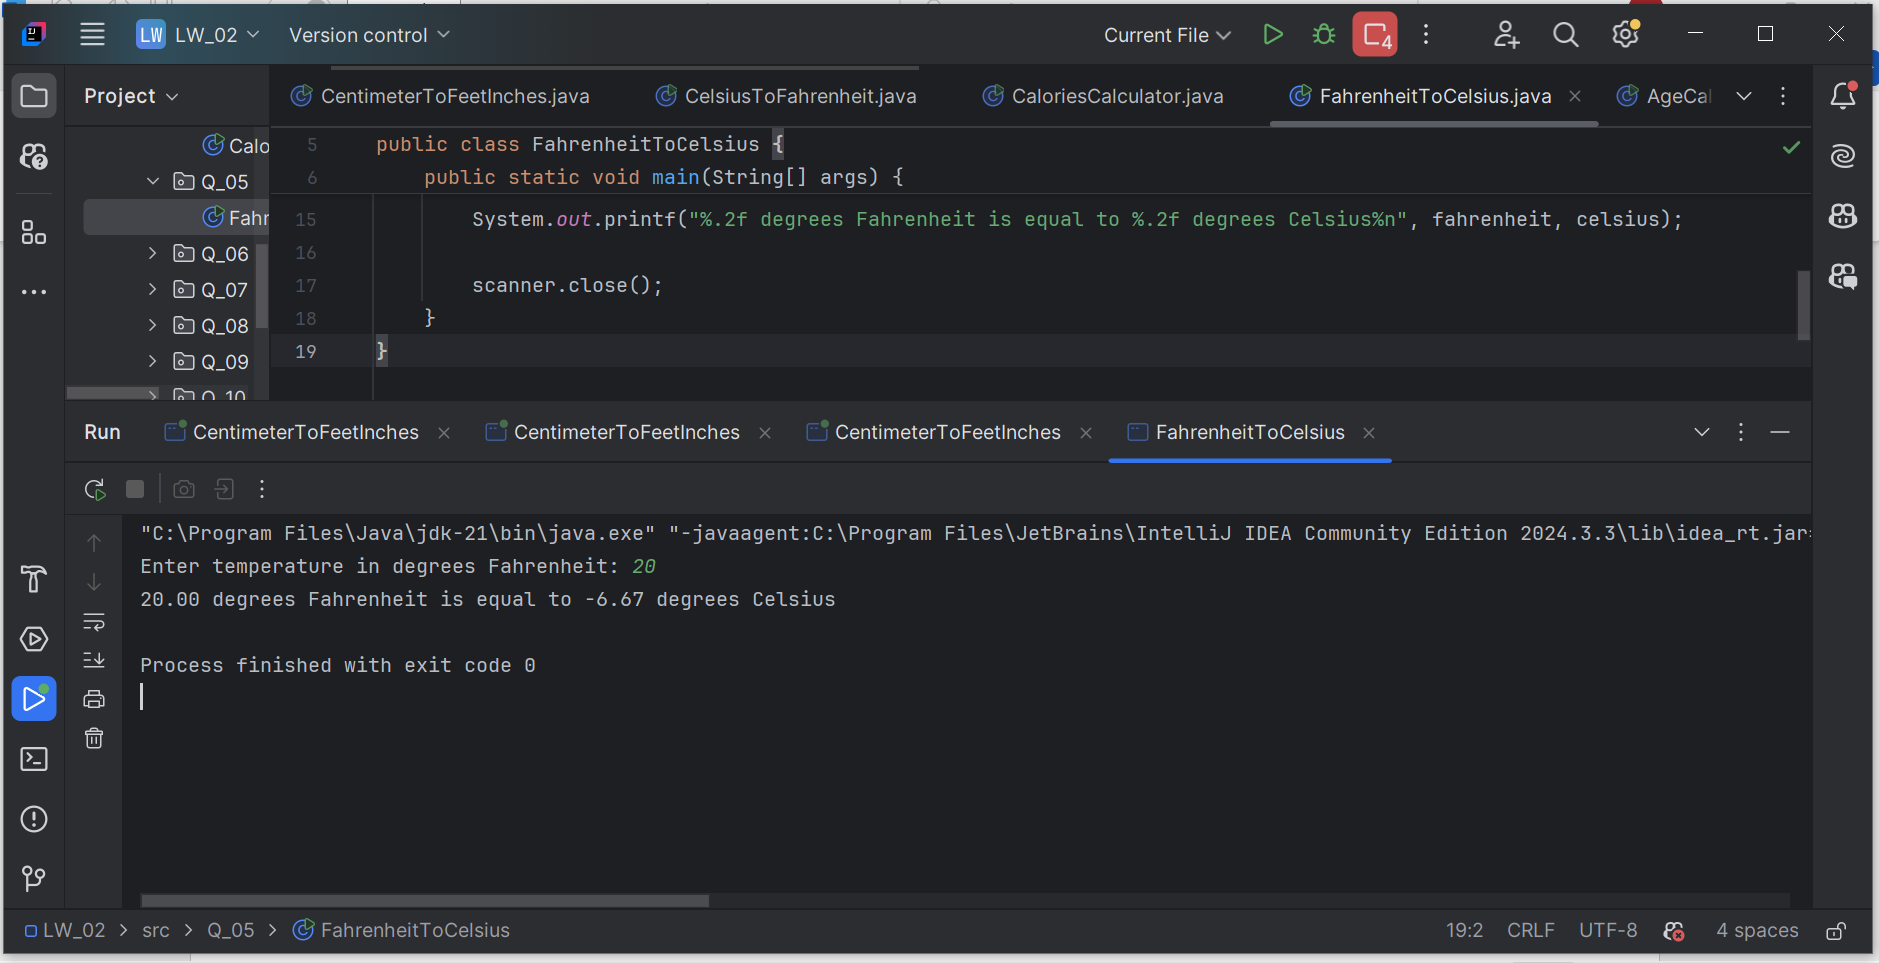 LW LW_02 Version control Current File 4
Project CentimeterToFeetInches.java CelsiusToFahrenheit.java CaloriesCalculator.java FahrenheitToCelsius.java AgeCal
Calo
Q_05
Fahr
Q_06
Q_07
Q_08
Q_09
Q_10
5 public class FahrenheitToCelsius {
6 public static void main(String[] args) {
15 System.out.printf("%.2f degrees Fahrenheit is equal to %.2f degrees Celsius%n", fahrenheit, celsius);
16
17 scanner.close();
18 }
19 }
Run CentimeterToFeetInches CentimeterToFeetInches CentimeterToFeetInches FahrenheitToCelsius
"C:\Program Files\Java\jdk-21\bin\java.exe" "-javaagent:C:\Program Files\JetBrains\IntelliJ IDEA Community Edition 2024.3.3\lib\idea_rt.jar=
Enter temperature in degrees Fahrenheit: 20
20.00 degrees Fahrenheit is equal to -6.67 degrees Celsius
Process finished with exit code 0
LW_02 > src > Q_05 > FahrenheitToCelsius 19:2 CRLF UTF-8 4 spaces